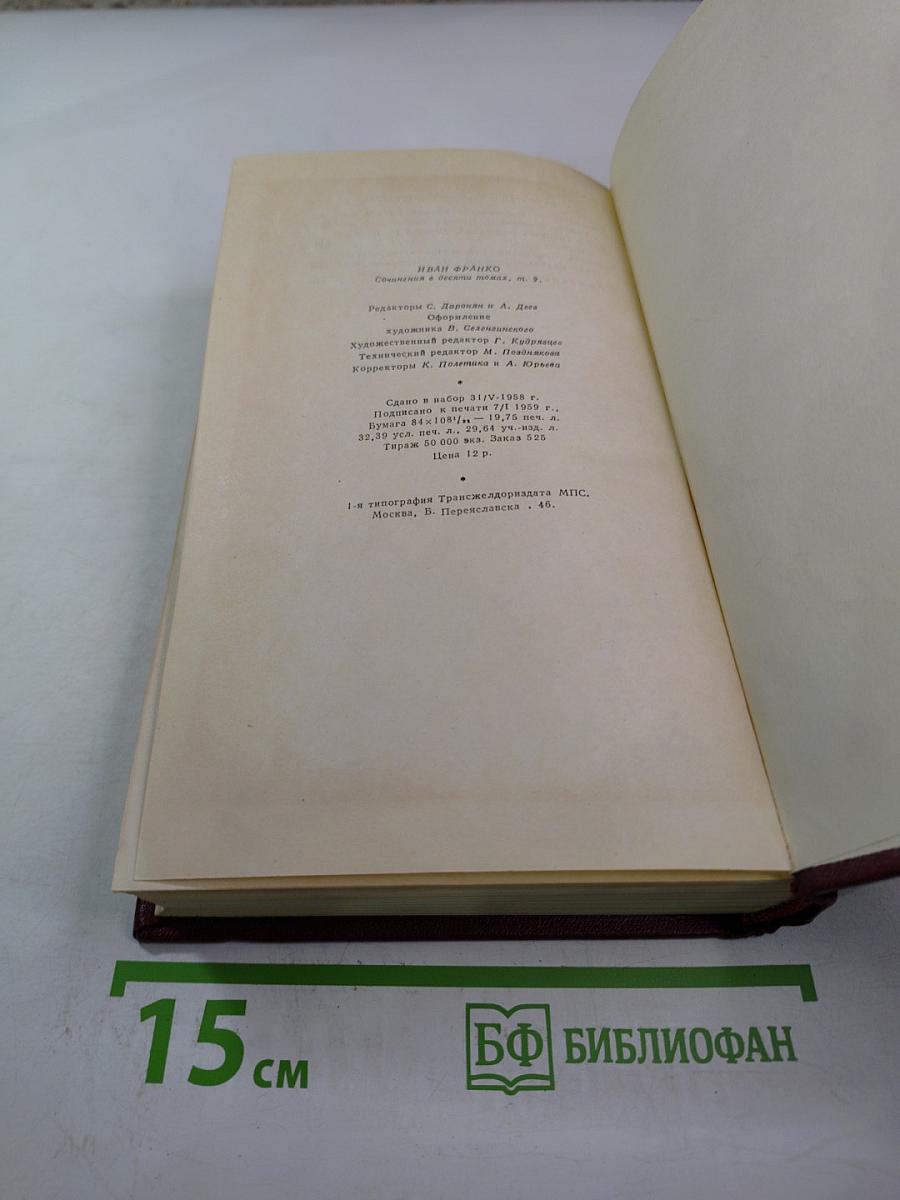 ИВАН ФРАНКО
Сочинения в десяти томах, т. 9.
Редакторы С. Даронян и А. Деев
Оформление
художника В. Селенгинского
Художественный редактор Г. Кудрявцев
Технический редактор М. Позднякова
Корректоры К. Полетика и А. Юрьева
*
Сдано в набор 31/V-1958 г.
Подписано к печати 7/I 1959 г.,
Бумага 84×108¹/₃₂ — 19,75 печ. л.
32,39 усл. печ. л., 29,64 уч.-изд. л.
Тираж 50 000 экз. Заказ 525
Цена 12 р.
*
1-я типография Трансжелдориздата МПС.
Москва, Б. Переяславска , 46.
15 см
БФ БИБЛИОФАН